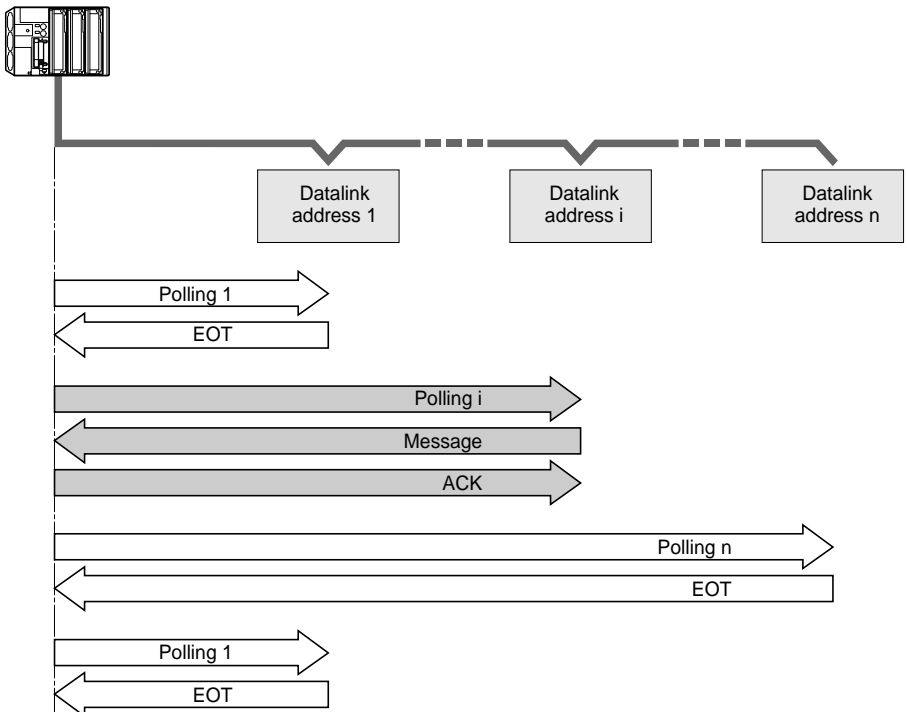 Datalink
address 1
Datalink
address i
Datalink
address n
Polling 1
EOT
Polling i
Message
ACK
Polling n
EOT
Polling 1
EOT